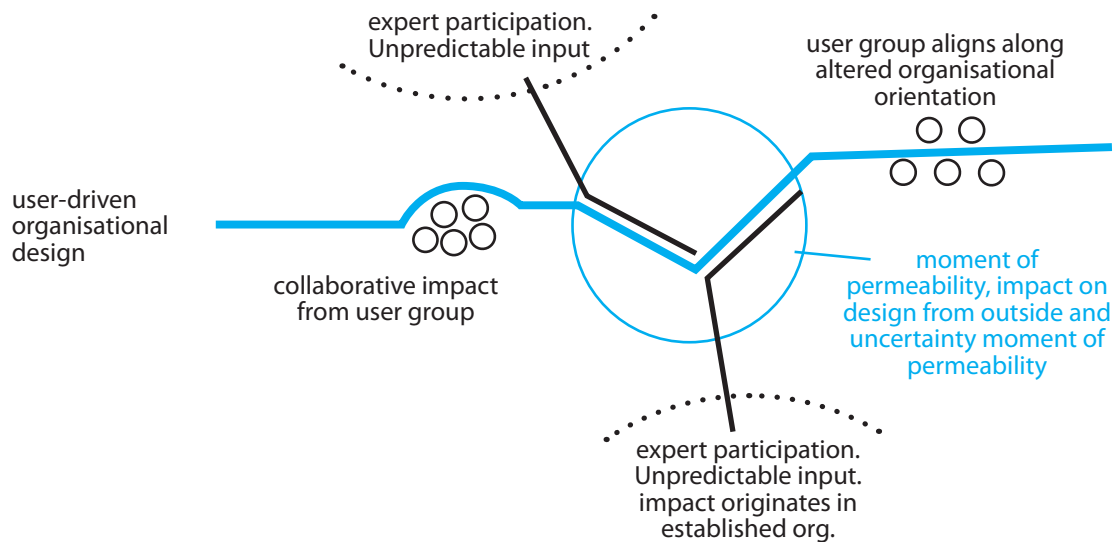 expert participation.
Unpredictable input
user group aligns along
altered organisational
orientation
user-driven
organisational
design
collaborative impact
from user group
moment of
permeability, impact on
design from outside and
uncertainty moment of
permeability
expert participation.
Unpredictable input.
impact originates in
established org.